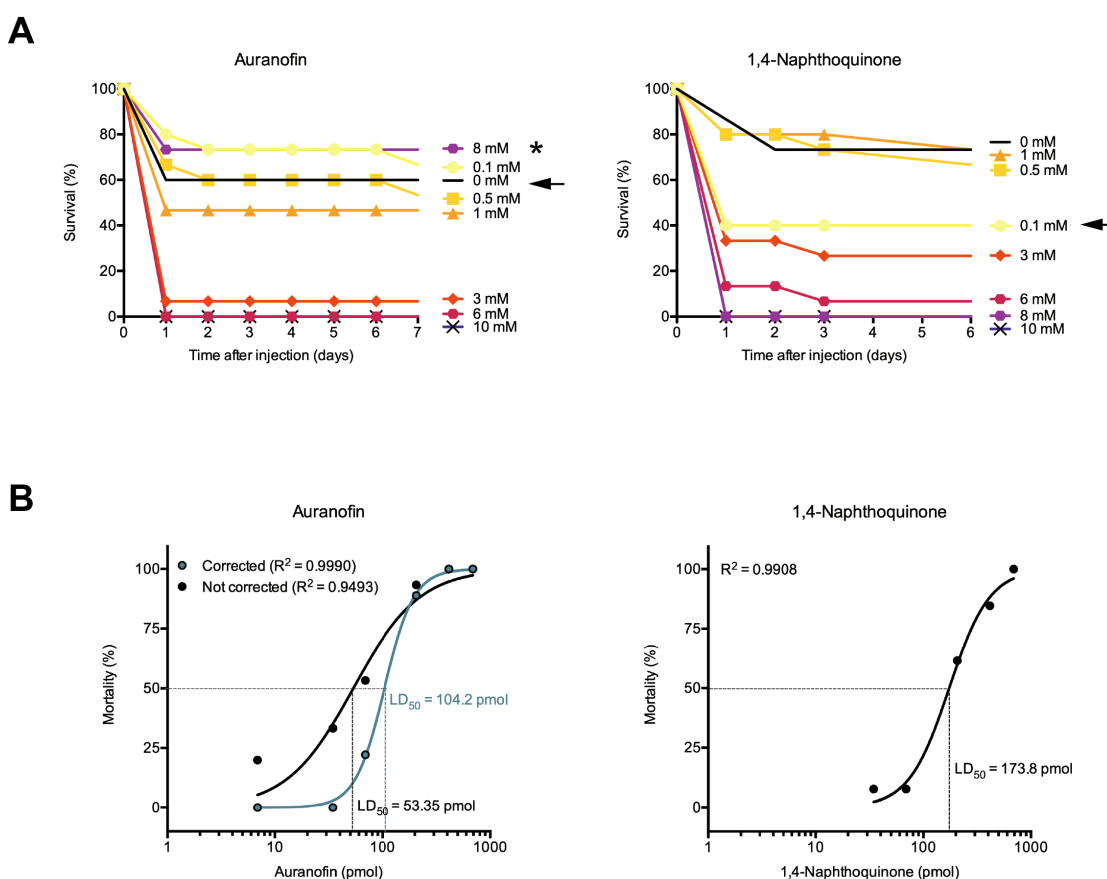 A
Auranofin
1,4-Naphthoquinone
Survival (%)
100
80
60
40
20
0
0 1 2 3 4 5 6 7
Time after injection (days)
8 mM *
0.1 mM
0 mM
0.5 mM
1 mM
3 mM
6 mM
10 mM
Survival (%)
100
80
60
40
20
0
0 1 2 3 4 5 6
Time after injection (days)
0 mM
1 mM
0.5 mM
0.1 mM
3 mM
6 mM
8 mM
10 mM
B
Auranofin
1,4-Naphthoquinone
Mortality (%)
100
75
50
25
0
Corrected (R² = 0.9990)
Not corrected (R² = 0.9493)
LD₅₀ = 104.2 pmol
LD₅₀ = 53.35 pmol
1 10 100 1000
Auranofin (pmol)
Mortality (%)
100
75
50
25
0
R² = 0.9908
LD₅₀ = 173.8 pmol
1 10 100 1000
1,4-Naphthoquinone (pmol)